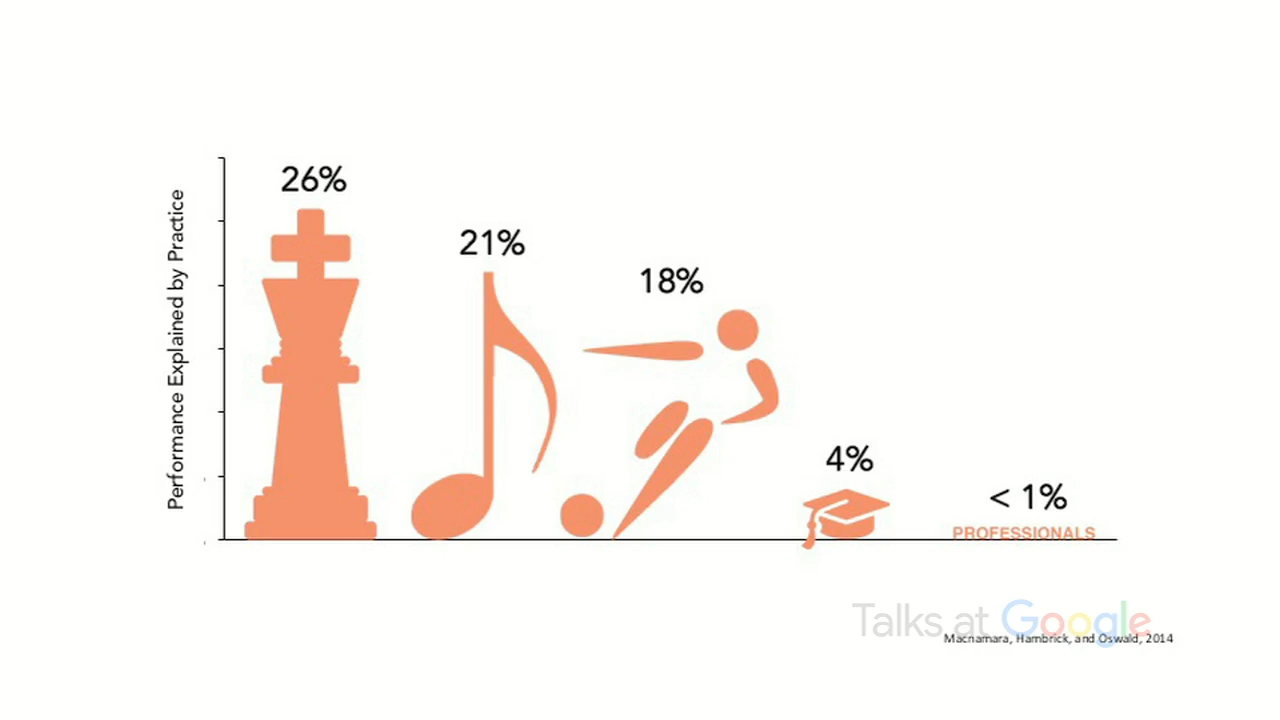 Performance Explained by Practice
26%
21%
18%
4%
< 1%
PROFESSIONALS
Talks at Google
Macnamara, Hambrick, and Oswald, 2014